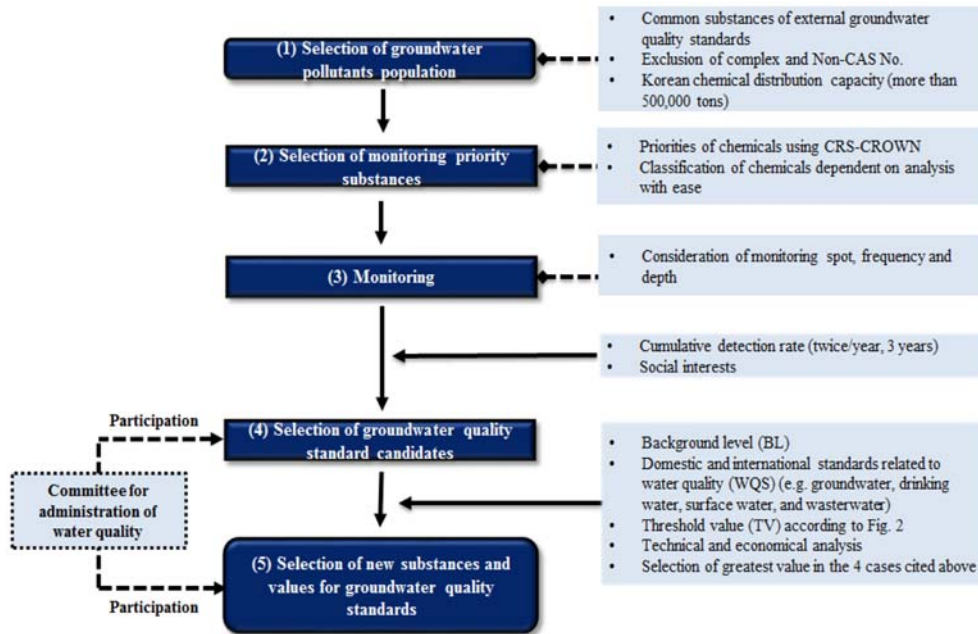 (1) Selection of groundwater
pollutants population
• Common substances of external groundwater
quality standards
• Exclusion of complex and Non-CAS No.
• Korean chemical distribution capacity (more than
500,000 tons)
(2) Selection of monitoring priority
substances
• Priorities of chemicals using CRS-CROWN
• Classification of chemicals dependent on analysis
with ease
(3) Monitoring
• Consideration of monitoring spot, frequency and
depth
• Cumulative detection rate (twice/year, 3 years)
• Social interests
Participation
(4) Selection of groundwater quality
standard candidates
Committee for
administration of
water quality
• Background level (BL)
• Domestic and international standards related to
water quality (WQS) (e.g. groundwater, drinking
water, surface water, and wasterwater)
• Threshold value (TV) according to Fig. 2
• Technical and economical analysis
• Selection of greatest value in the 4 cases cited above
(5) Selection of new substances and
values for groundwater quality
standards
Participation